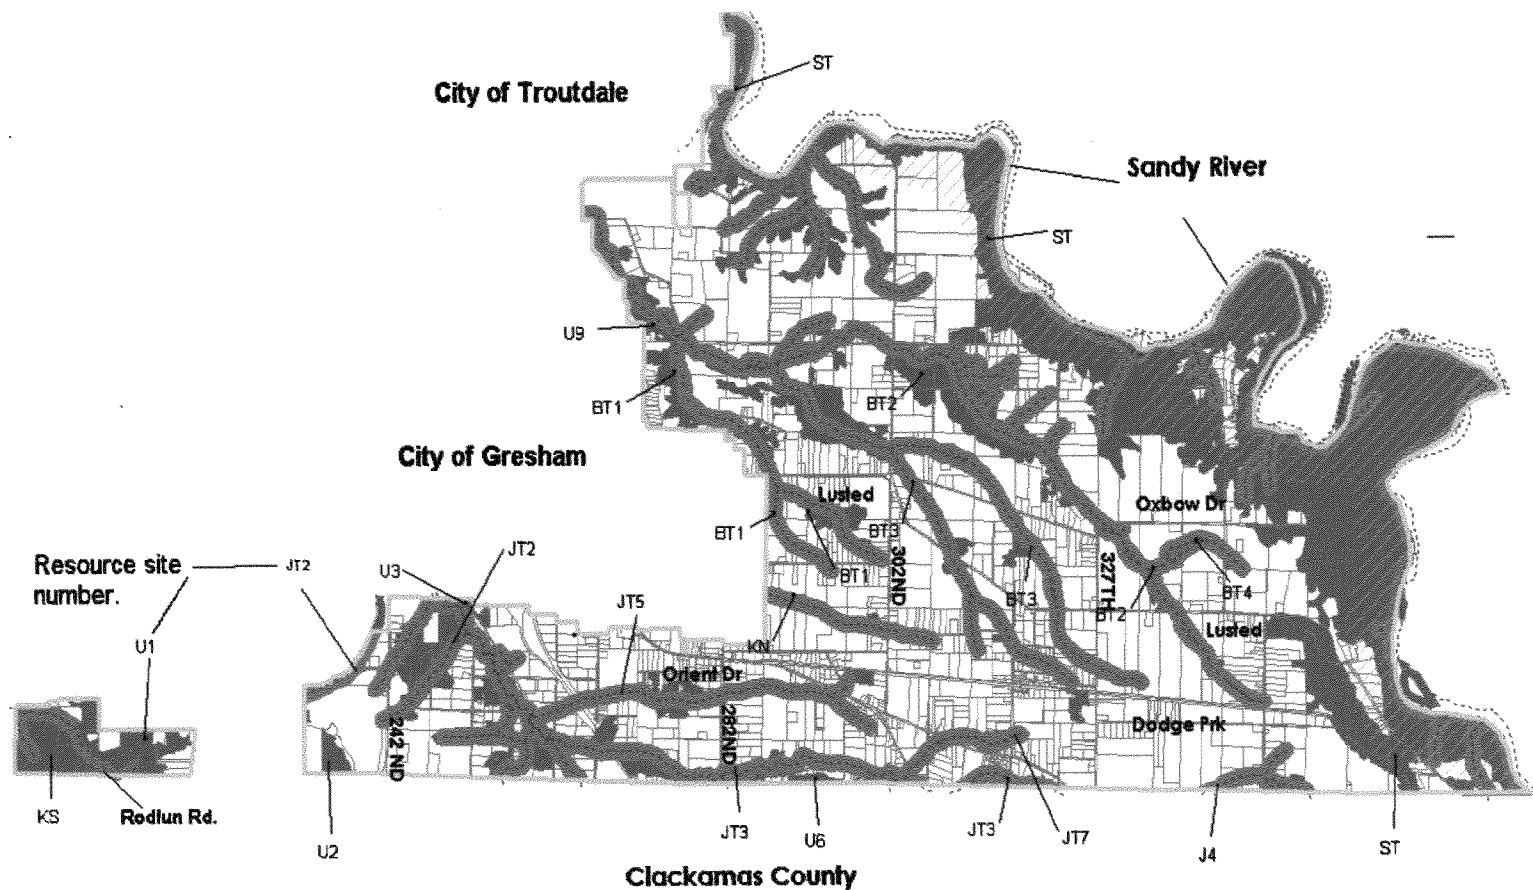 ST
City of Troutdale
Sandy River
ST
U9
BT1
BT2
City of Gresham
Lusted
Oxbow Dr
BT1
BT3
302ND
327TH
BT1
BT3
BT2
BT4
Resource site
number.
JT2
U3
JT2
JT5
KN
Lusted
U1
Orient Dr
242 ND
282ND
Dodge Prk
KS
Rodlun Rd.
U2
JT3
U6
JT3
JT7
J4
ST
Clackamas County